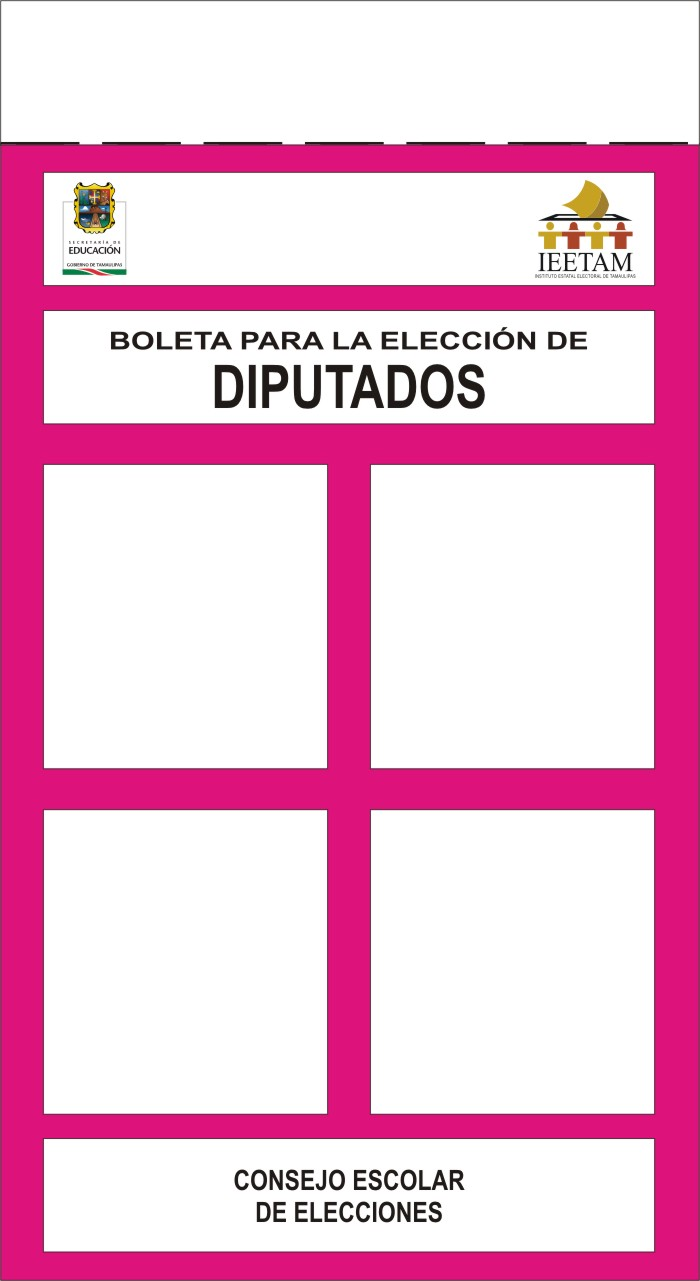 SECRETARÍA DE
EDUCACIÓN
GOBIERNO DE TAMAULIPAS
IEETAM
INSTITUTO ESTATAL ELECTORAL DE TAMAULIPAS
BOLETA PARA LA ELECCIÓN DE
DIPUTADOS
CONSEJO ESCOLAR
DE ELECCIONES